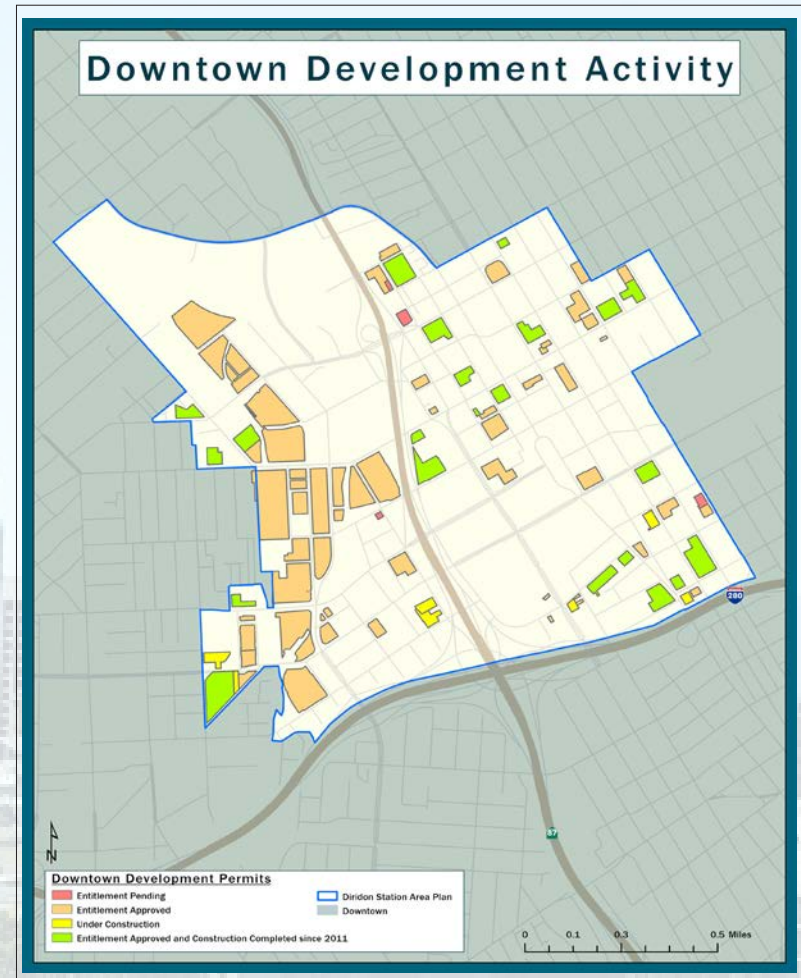 Downtown Development Activity
280
87
N
Downtown Development Permits
Entitlement Pending
Entitlement Approved
Under Construction
Entitlement Approved and Construction Completed since 2011
Diridon Station Area Plan
Downtown
0 0.1 0.3 0.5 Miles